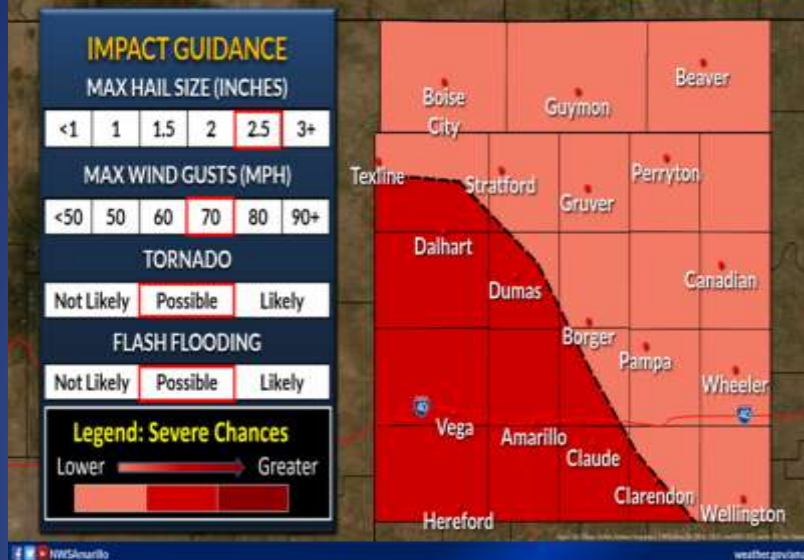 IMPACT GUIDANCE
MAX HAIL SIZE (INCHES)
<1 1 1.5 2 2.5 3+
MAX WIND GUSTS (MPH)
<50 50 60 70 80 90+
TORNADO
Not Likely Possible Likely
FLASH FLOODING
Not Likely Possible Likely
Legend: Severe Chances
Lower Greater
Boise
City
Guymon
Beaver
Texline
Stratford
Gruver
Perryton
Dalhart
Dumas
Canadian
Borger
Pampa
Wheeler
40
40
Vega
Amarillo
Claude
Clarendon
Wellington
Hereford
NWSAmarillo